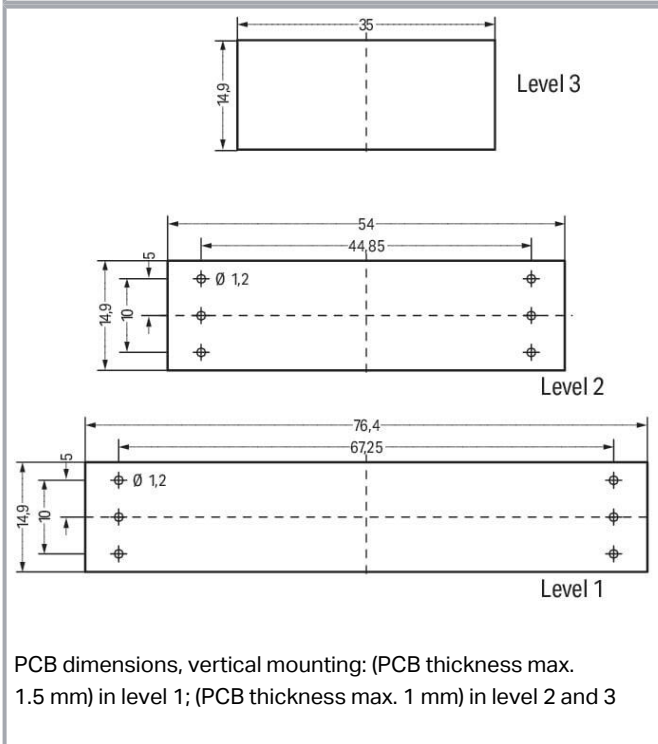 35
14,9
Level 3
54
44,85
5
Ø 1,2
14,9
10
Level 2
76,4
67,25
5
Ø 1,2
14,9
10
Level 1
PCB dimensions, vertical mounting: (PCB thickness max.
1.5 mm) in level 1; (PCB thickness max. 1 mm) in level 2 and 3